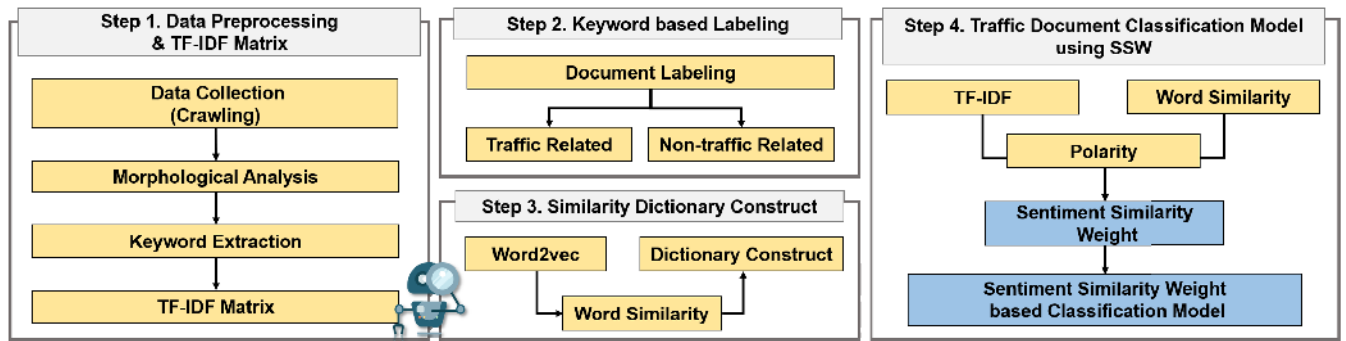 Step 1. Data Preprocessing
& TF-IDF Matrix
Data Collection
(Crawling)
Morphological Analysis
Keyword Extraction
TF-IDF Matrix
Step 2. Keyword based Labeling
Document Labeling
Traffic Related
Non-traffic Related
Step 3. Similarity Dictionary Construct
Word2vec
Dictionary Construct
Word Similarity
Step 4. Traffic Document Classification Model
using SSW
TF-IDF
Word Similarity
Polarity
Sentiment Similarity
Weight
Sentiment Similarity Weight
based Classification Model